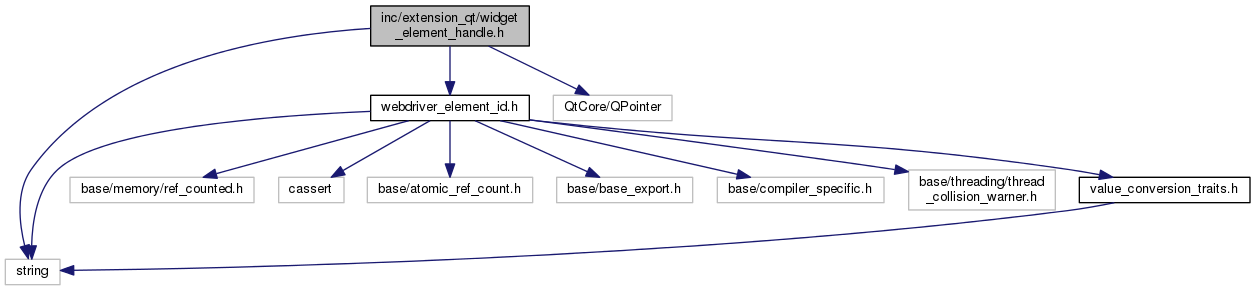 inc/extension_qt/widget
_element_handle.h
webdriver_element_id.h
QtCore/QPointer
base/memory/ref_counted.h
cassert
base/atomic_ref_count.h
base/base_export.h
base/compiler_specific.h
base/threading/thread
_collision_warner.h
value_conversion_traits.h
string